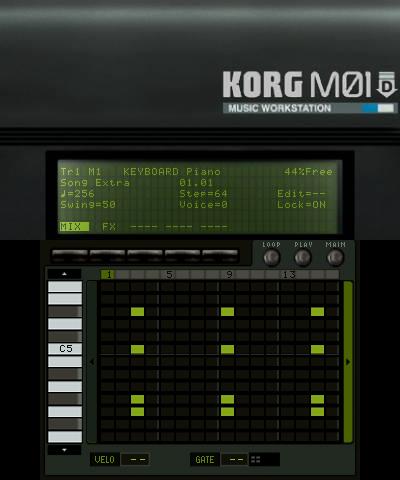 KORG M01D
MUSIC WORKSTATION
Tr1 M1 KEYBOARD Piano 44%Free
Song Extra 01.01
♩=256 Step=64 Edit=--
Swing=50 Voice=0 Lock=ON
MIX FX ---- ---- ----
LOOP PLAY MAIN
1 5 9 13
C5
VELO -- GATE --